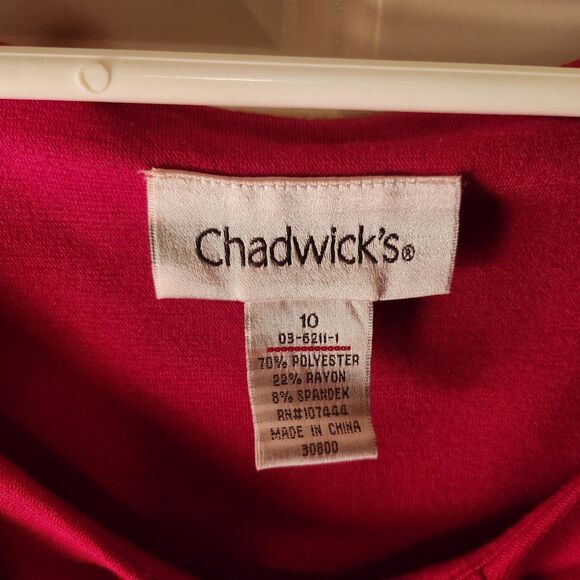 Chadwick's®
10
03-6211-1
70% POLYESTER
22% RAYON
8% SPANDEX
RN#107444
MADE IN CHINA
30800